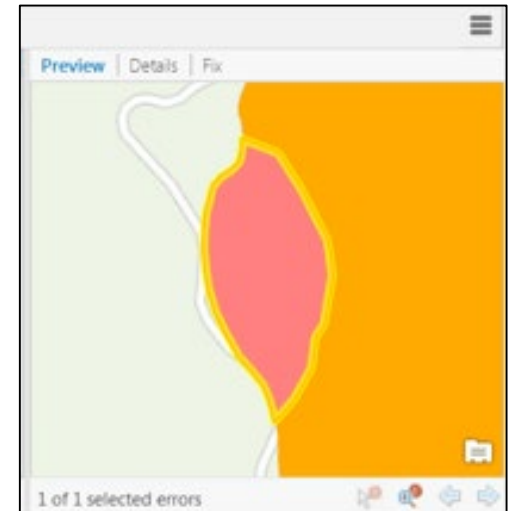 Preview | Details | Fix
1 of 1 selected errors